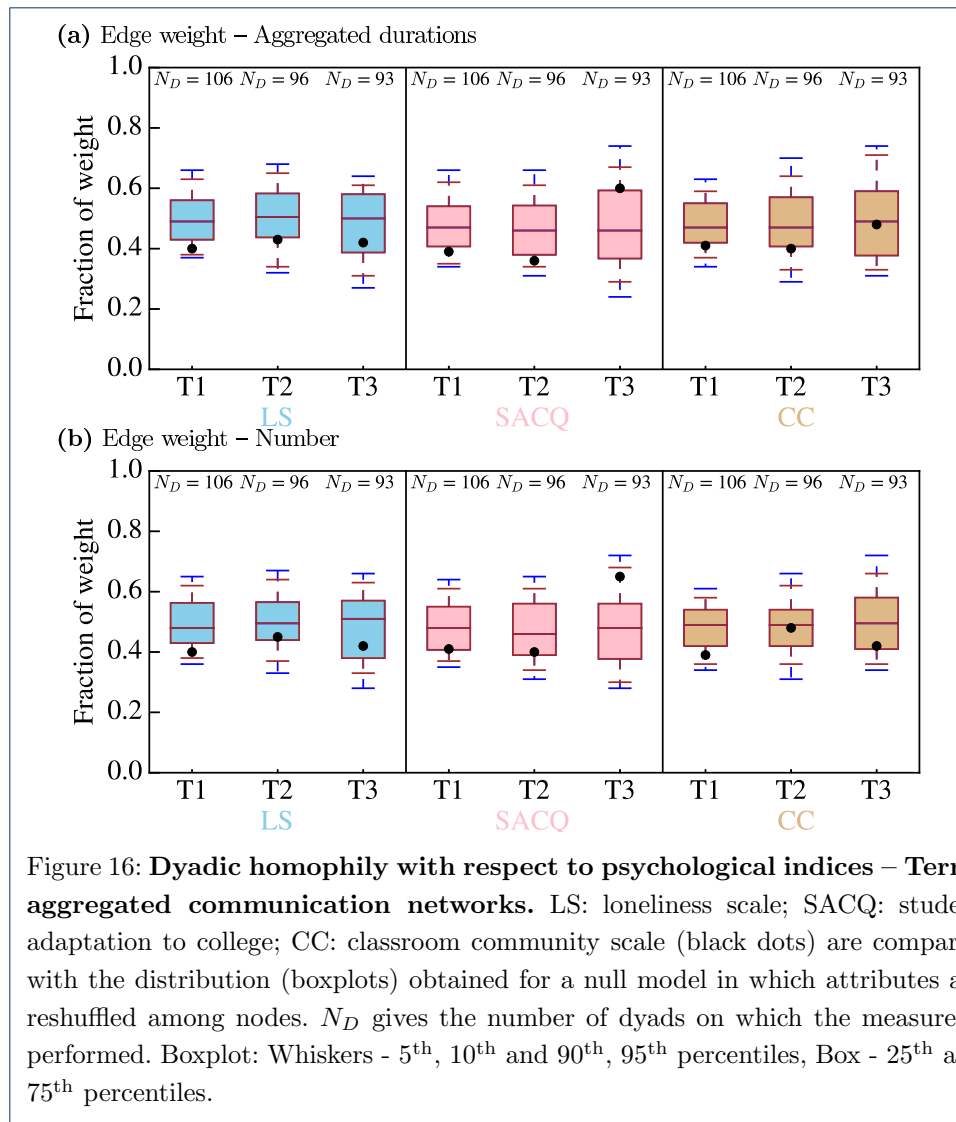 (a) Edge weight – Aggregated durations
1.0
N_D = 106 N_D = 96 N_D = 93 N_D = 106 N_D = 96 N_D = 93 N_D = 106 N_D = 96 N_D = 93
0.8
0.6
0.4
0.2
0.0
Fraction of weight
T1 T2 T3 T1 T2 T3 T1 T2 T3
LS SACQ CC
(b) Edge weight – Number
1.0
N_D = 106 N_D = 96 N_D = 93 N_D = 106 N_D = 96 N_D = 93 N_D = 106 N_D = 96 N_D = 93
0.8
0.6
0.4
0.2
0.0
Fraction of weight
T1 T2 T3 T1 T2 T3 T1 T2 T3
LS SACQ CC
Figure 16: Dyadic homophily with respect to psychological indices –
aggregated communication networks. LS: loneliness scale; SACQ:
adaptation to college; CC: classroom community scale (black dots) are
with the distribution (boxplots) obtained for a null model in which attributes
reshuffled among nodes. N_D gives the number of dyads on which the
performed. Boxplot: Whiskers - 5th, 10th and 90th, 95th percentiles, Box - 25th
75th percentiles.